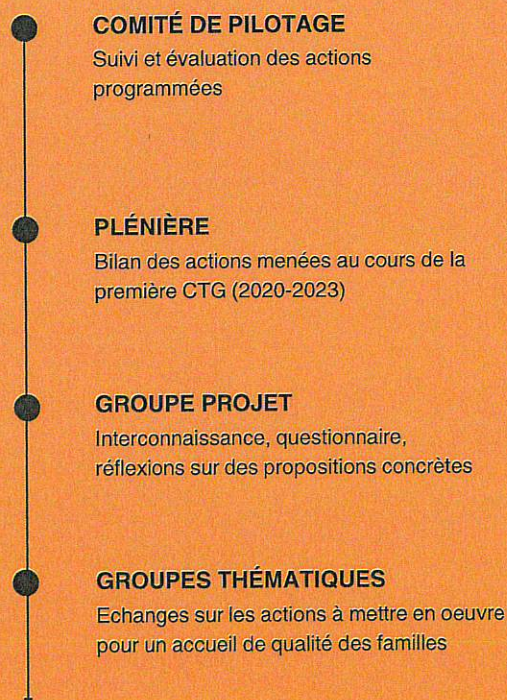 COMITÉ DE PILOTAGE
Suivi et évaluation des actions
programmées
PLÉNIÈRE
Bilan des actions menées au cours de la
première CTG (2020-2023)
GROUPE PROJET
Interconnaissance, questionnaire,
réflexions sur des propositions concrètes
GROUPES THÉMATIQUES
Echanges sur les actions à mettre en oeuvre
pour un accueil de qualité des familles